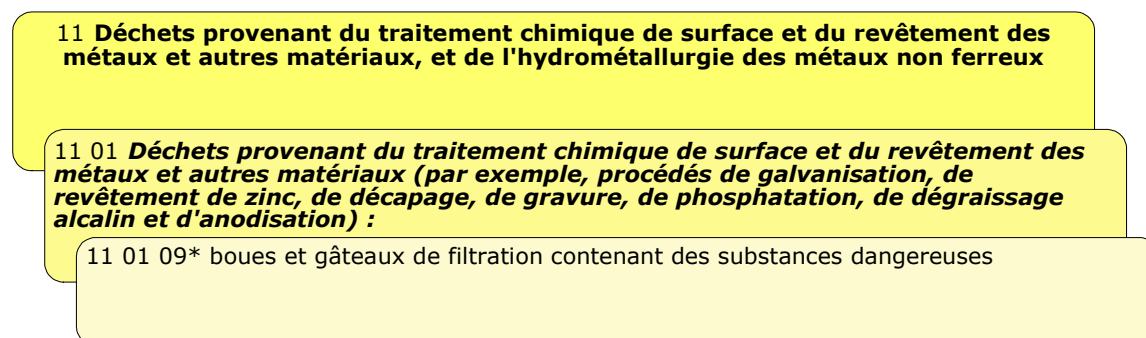 11 Déchets provenant du traitement chimique de surface et du revêtement des
métaux et autres matériaux, et de l'hydrométallurgie des métaux non ferreux
11 01 Déchets provenant du traitement chimique de surface et du revêtement des
métaux et autres matériaux (par exemple, procédés de galvanisation, de
revêtement de zinc, de décapage, de gravure, de phosphatation, de dégraissage
alcalin et d'anodisation) :
11 01 09* boues et gâteaux de filtration contenant des substances dangereuses